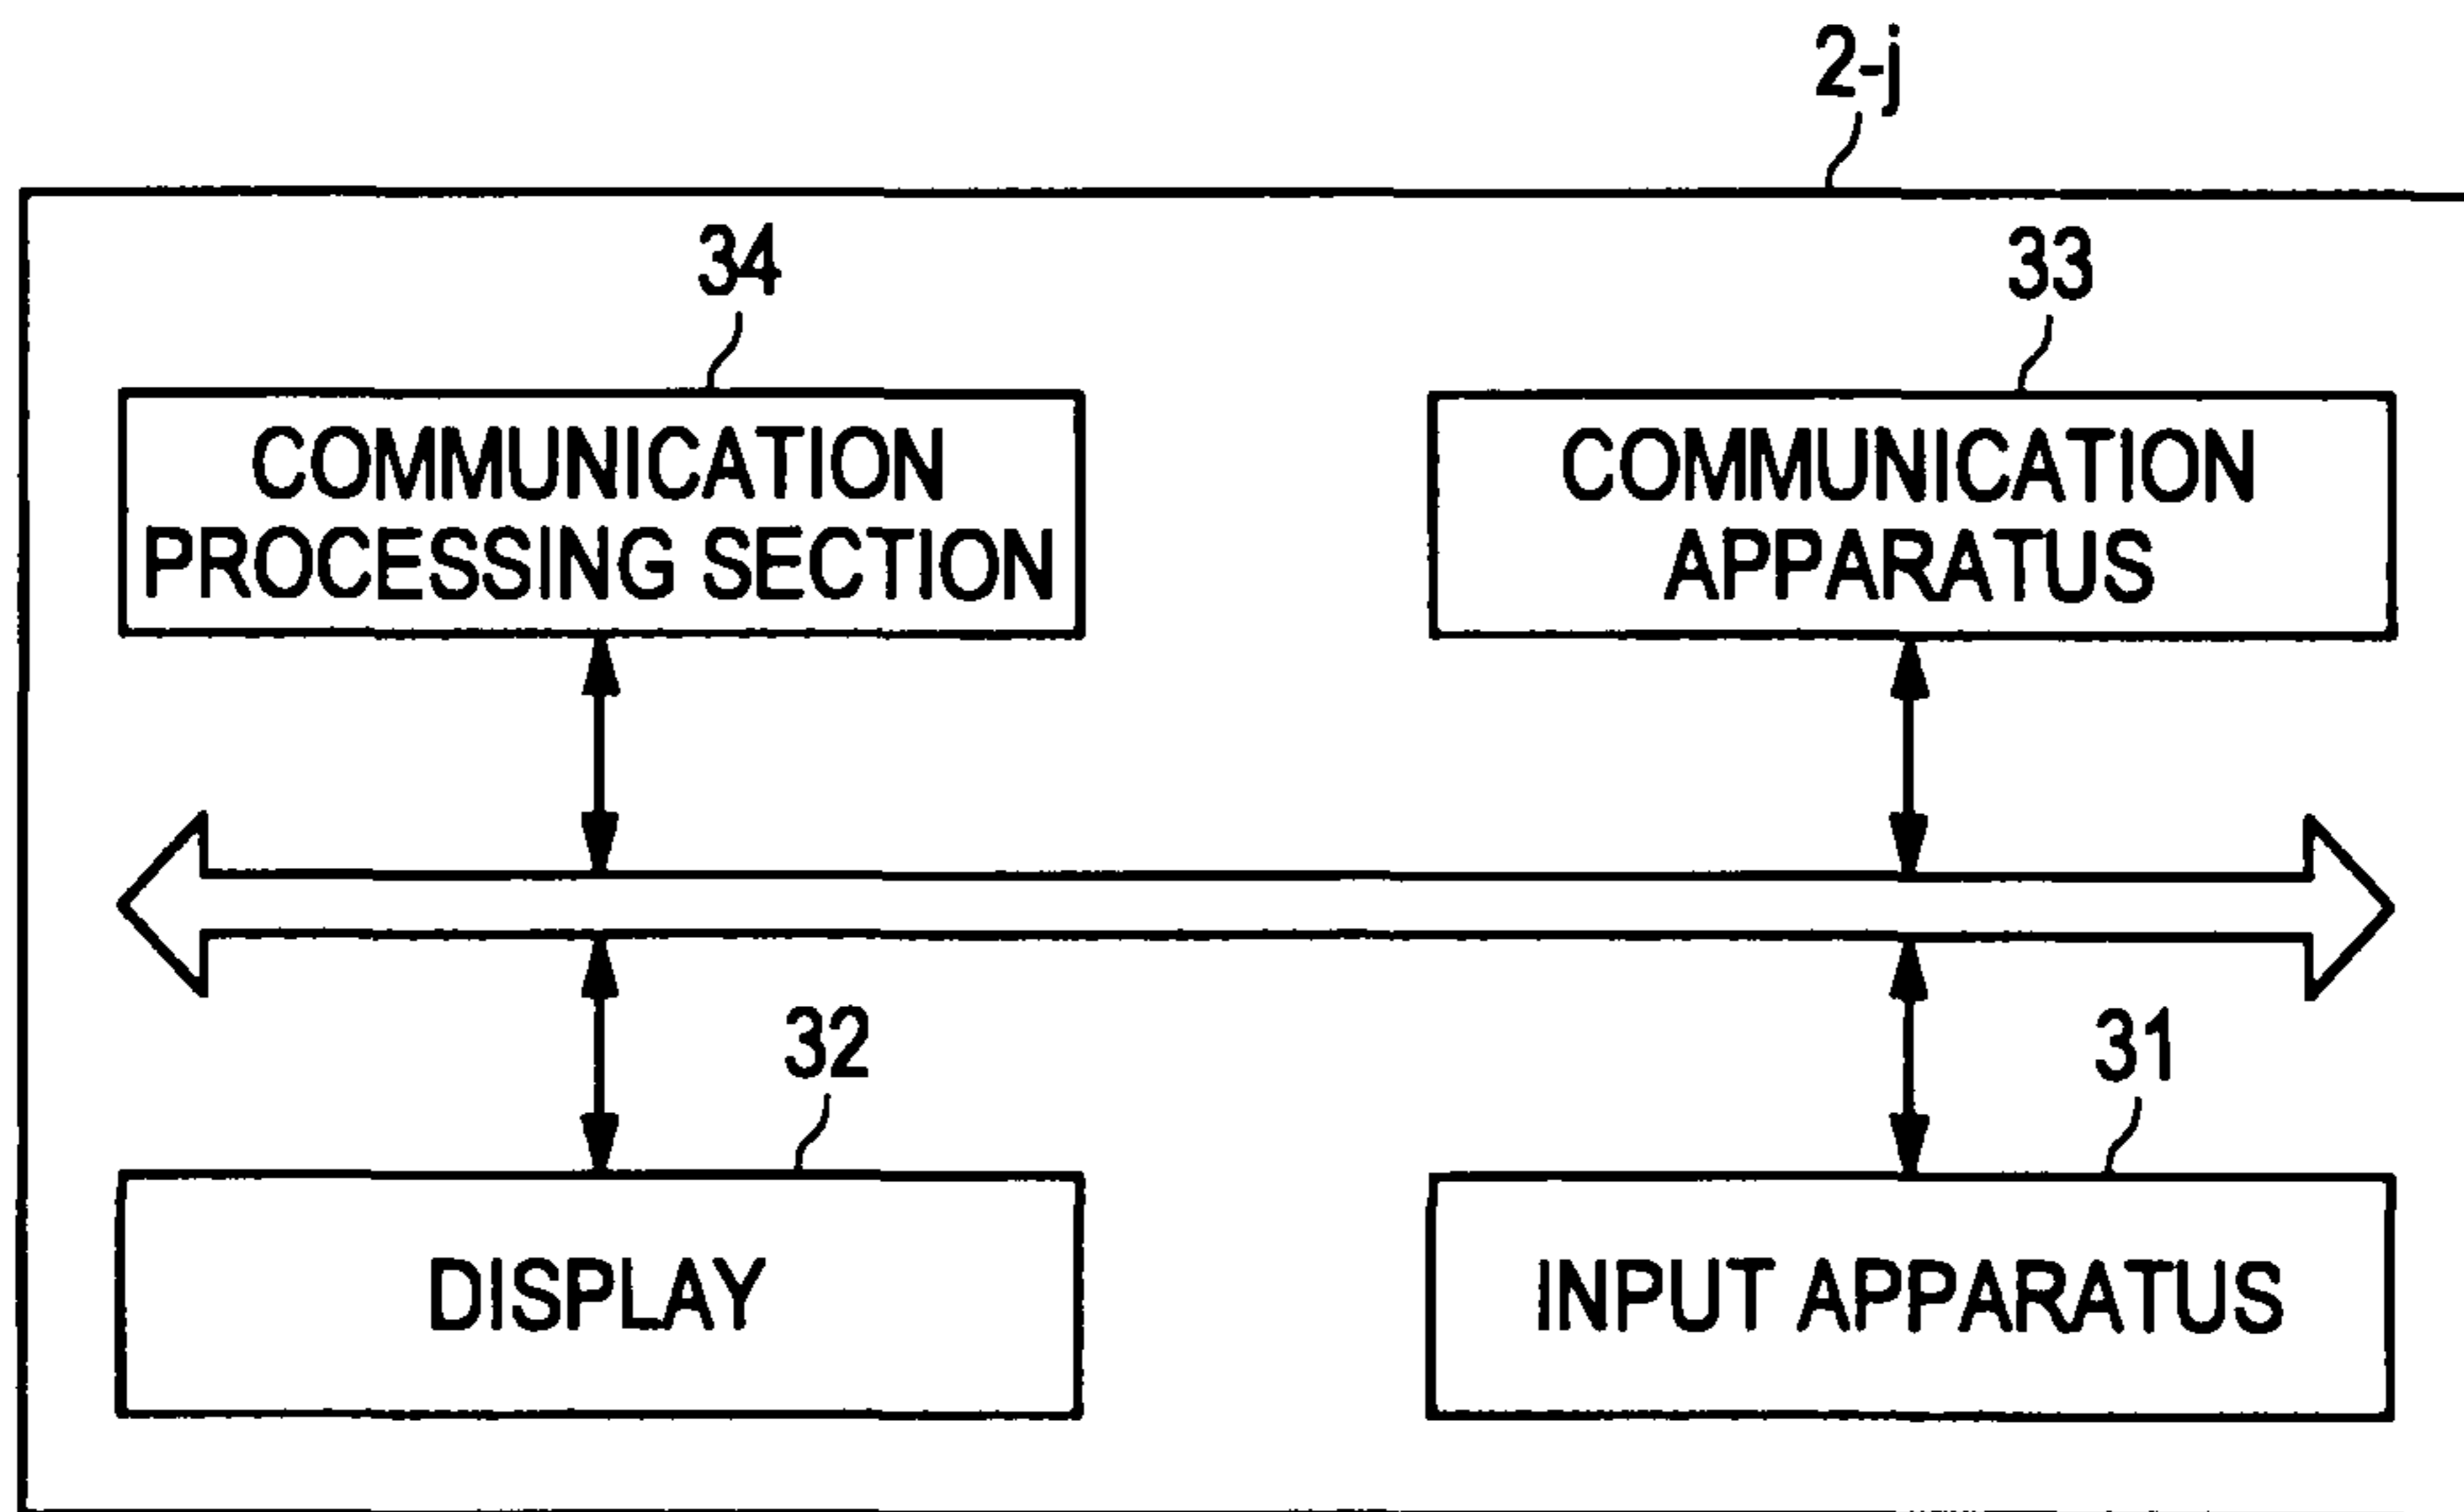 2-j
34
33
COMMUNICATION
PROCESSING SECTION
COMMUNICATION
APPARATUS
32
31
DISPLAY
INPUT APPARATUS